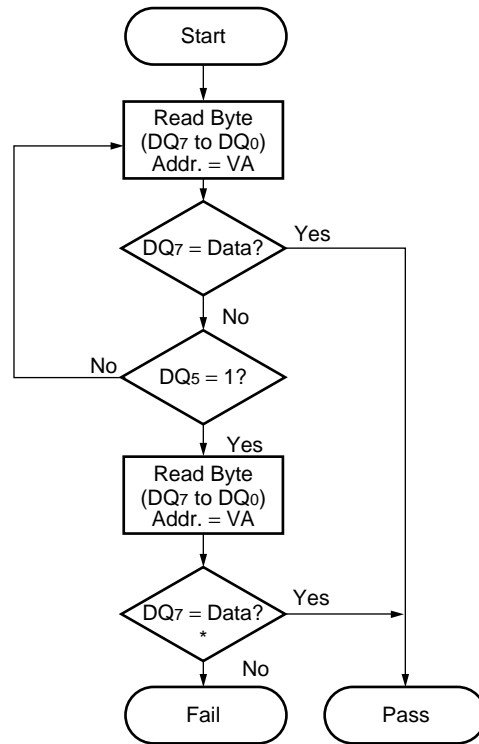 Start
Read Byte
(DQ7 to DQ0)
Addr. = VA
DQ7 = Data?
Yes
No
DQ5 = 1?
No
Yes
Read Byte
(DQ7 to DQ0)
Addr. = VA
DQ7 = Data?
*
Yes
No
Fail
Pass